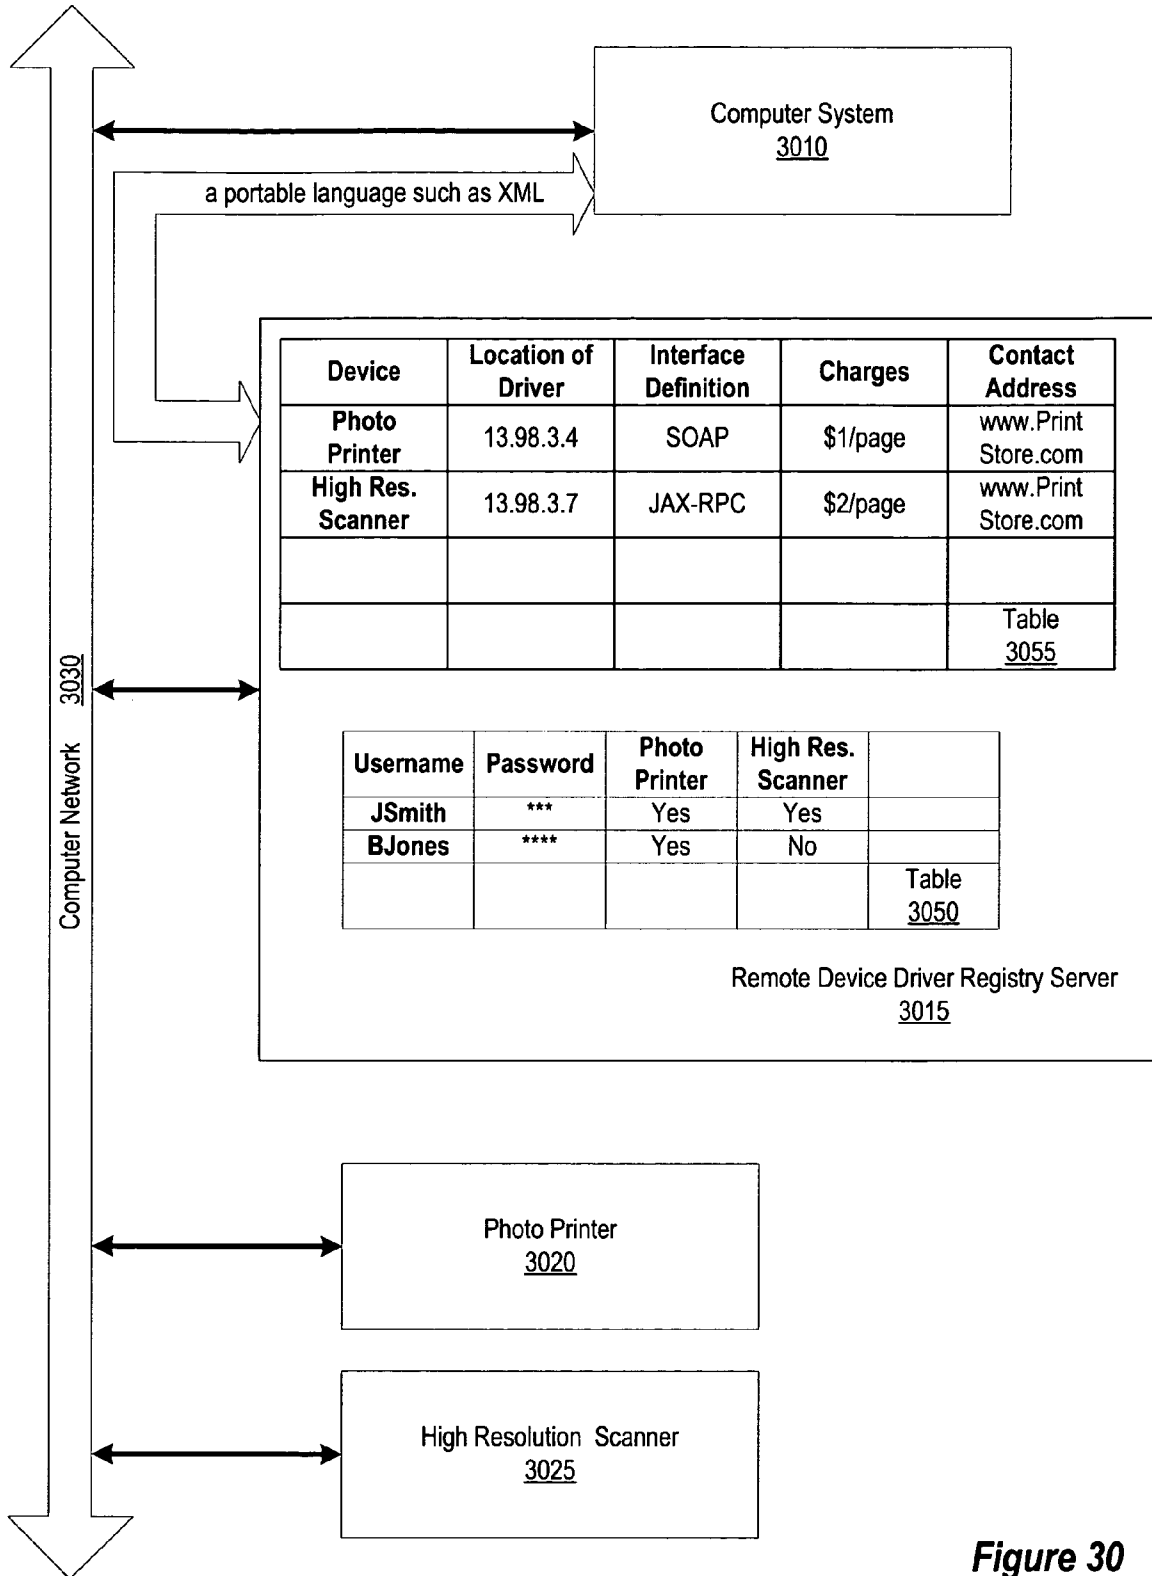 Computer System
3010
a portable language such as XML
Device
Location of
Driver
Interface
Definition
Charges
Contact
Address
Photo
Printer
13.98.3.4
SOAP
$1/page
www.Print
Store.com
High Res.
Scanner
13.98.3.7
JAX-RPC
$2/page
www.Print
Store.com
Table
3055
Computer Network 3030
Username
Password
Photo
Printer
High Res.
Scanner
JSmith
***
Yes
Yes
BJones
****
Yes
No
Table
3050
Remote Device Driver Registry Server
3015
Photo Printer
3020
High Resolution Scanner
3025
Figure 30